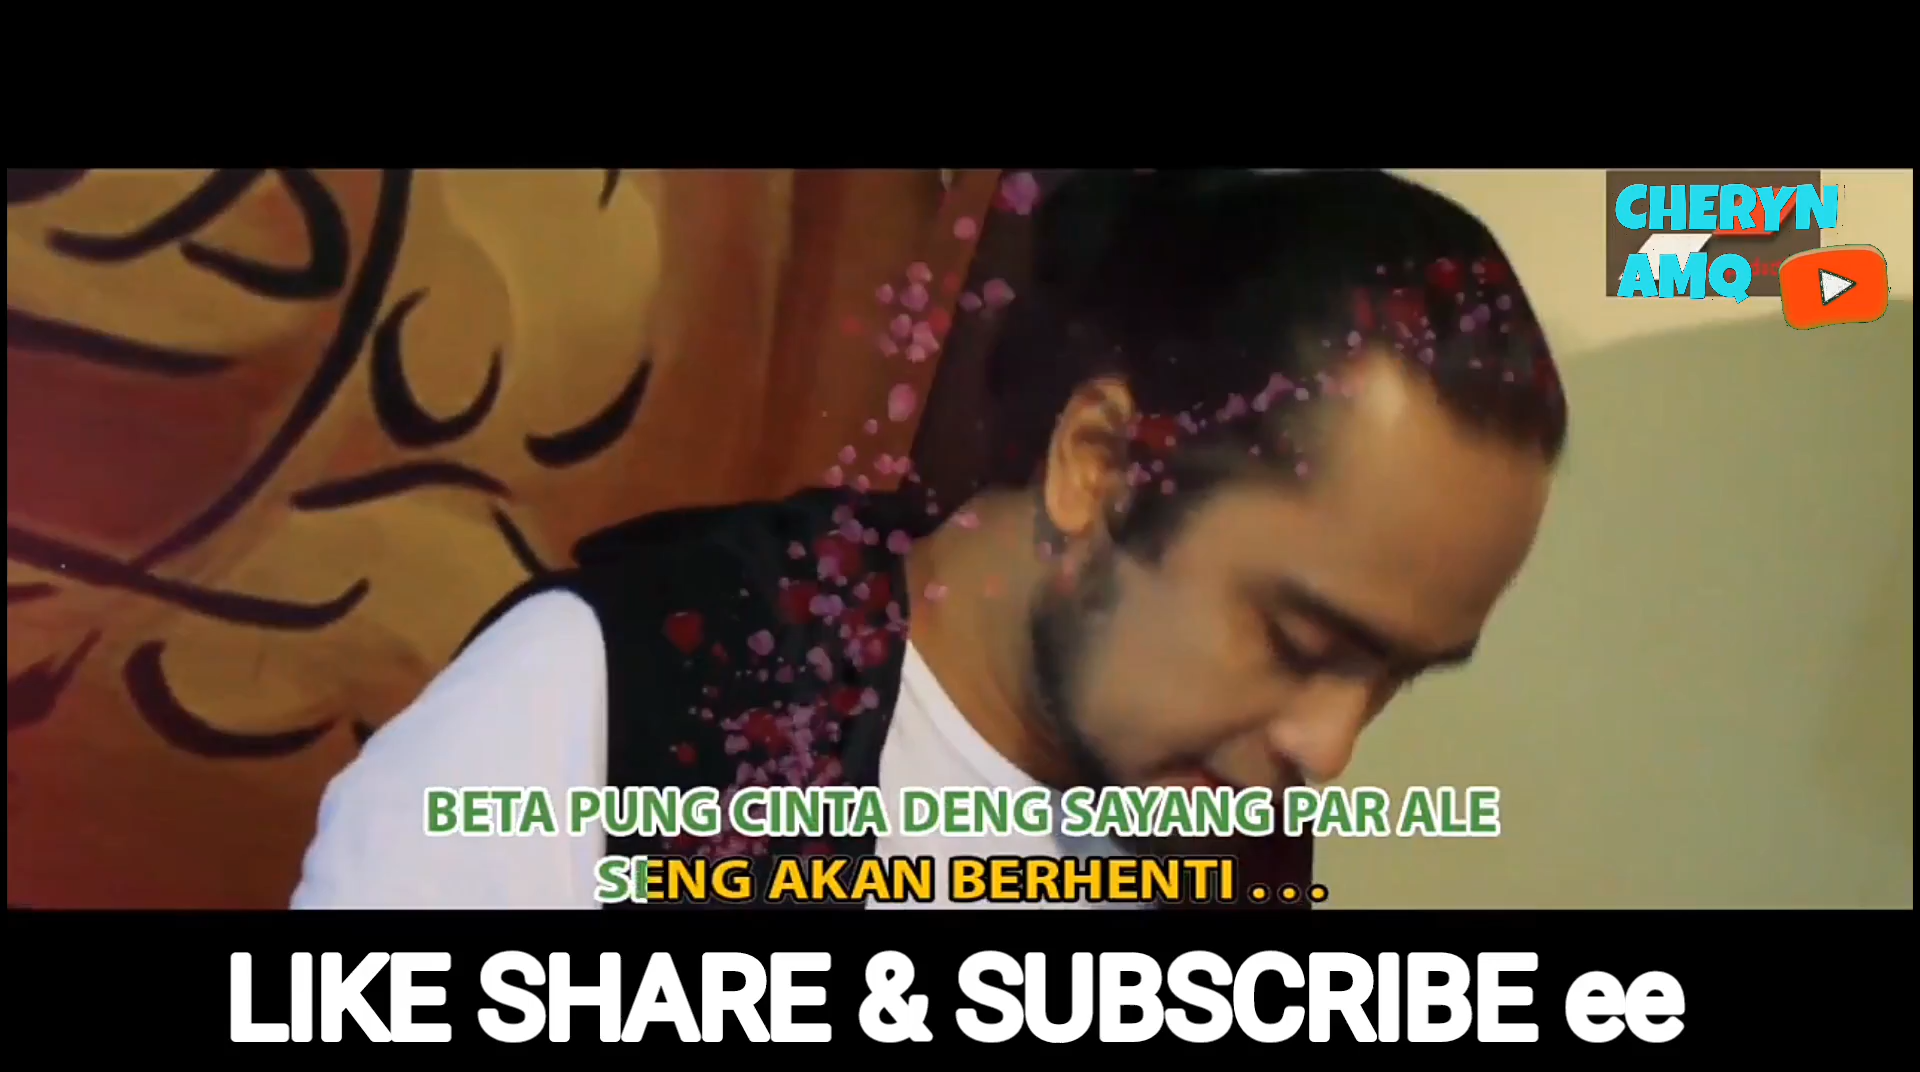 CHERYN
AMQ
BETA PUNG CINTA DENG SAYANG PAR ALE
SENG AKAN BERHENTI . . .
LIKE SHARE & SUBSCRIBE ee